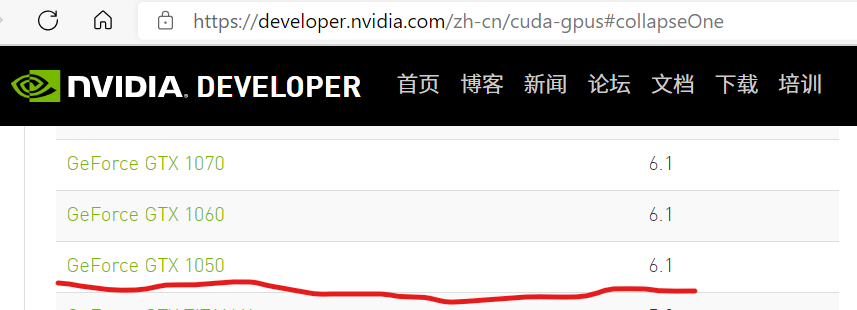 https://developer.nvidia.com/zh-cn/cuda-gpus#collapseOne
NVIDIA. DEVELOPER 首页 博客 新闻 论坛 文档 下载 培训
GeForce GTX 1070 6.1
GeForce GTX 1060 6.1
GeForce GTX 1050 6.1